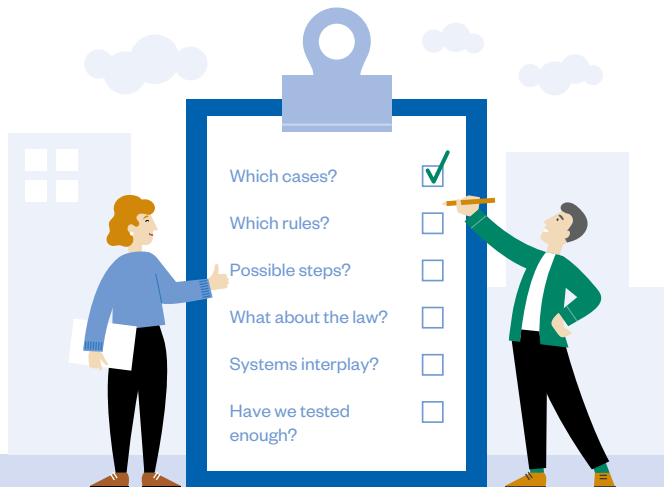 Which cases?
Which rules?
Possible steps?
What about the law?
Systems interplay?
Have we tested
enough?